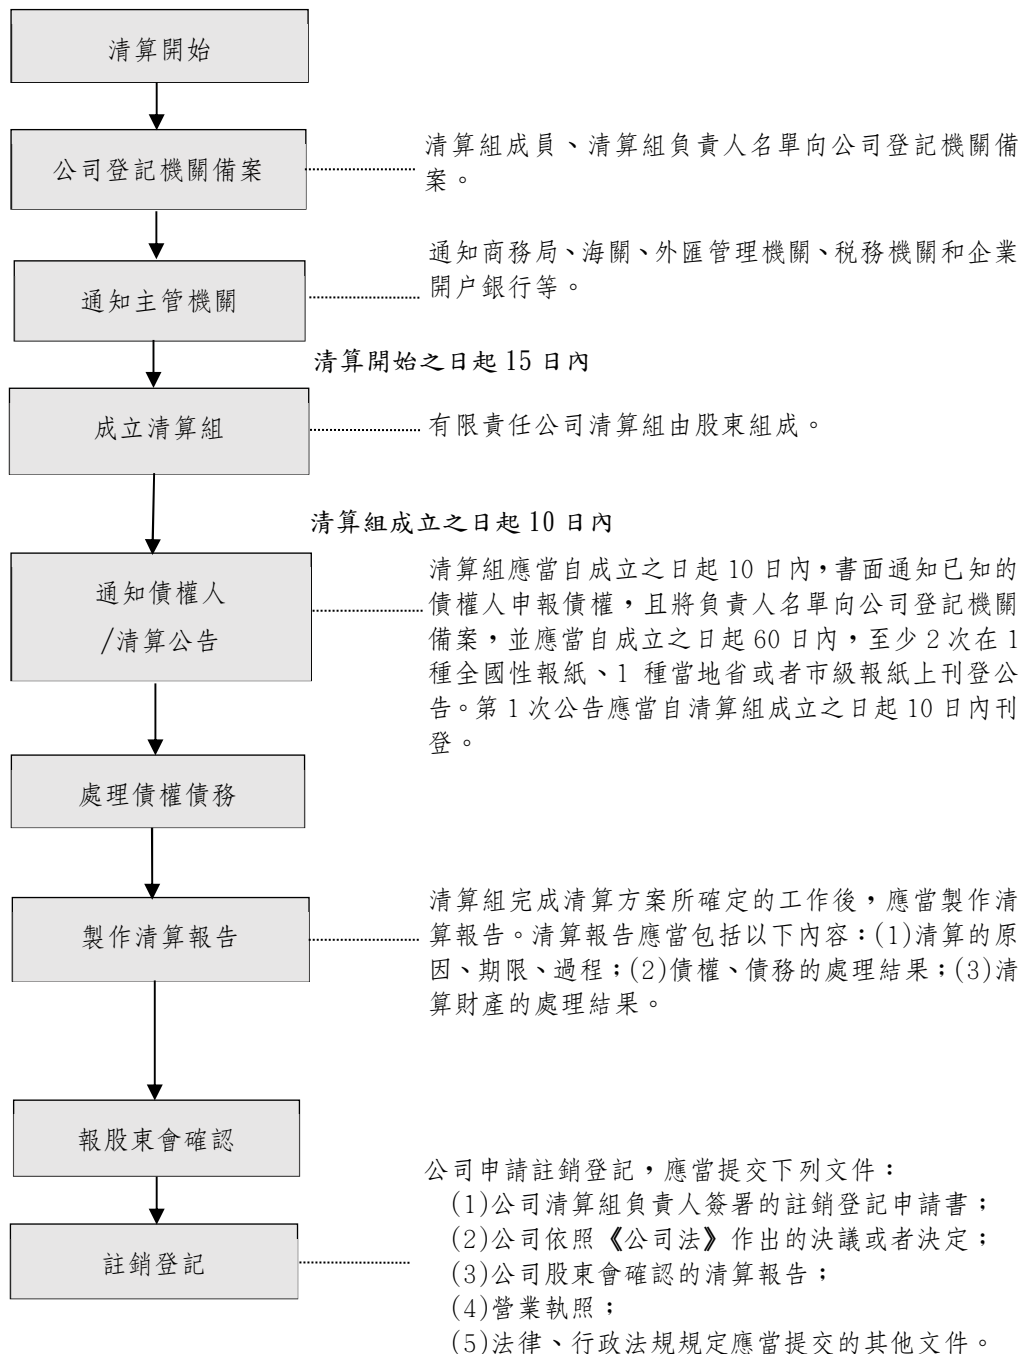 清算開始
公司登記機關備案
清算組成員、清算組負責人名單向公司登記機關備
案。
通知主管機關
通知商務局、海關、外匯管理機關、税務機關和企業
開户銀行等。
清算開始之日起 15 日內
成立清算組
有限責任公司清算組由股東組成。
清算組成立之日起 10 日內
通知債權人
/清算公告
清算組應當自成立之日起 10 日內，書面通知已知的
債權人申報債權，且將負責人名單向公司登記機關
備案，並應當自成立之日起 60 日內，至少 2 次在 1
種全國性報紙、1 種當地省或者市級報紙上刊登公
告。第 1 次公告應當自清算組成立之日起 10 日內刊
登。
處理債權債務
製作清算報告
清算組完成清算方案所確定的工作後，應當製作清
算報告。清算報告應當包括以下內容：(1)清算的原
因、期限、過程；(2)債權、債務的處理結果；(3)清
算財產的處理結果。
報股東會確認
註銷登記
公司申請註銷登記，應當提交下列文件：
(1)公司清算組負責人簽署的註銷登記申請書；
(2)公司依照《公司法》作出的決議或者決定；
(3)公司股東會確認的清算報告；
(4)營業執照；
(5)法律、行政法規規定應當提交的其他文件。